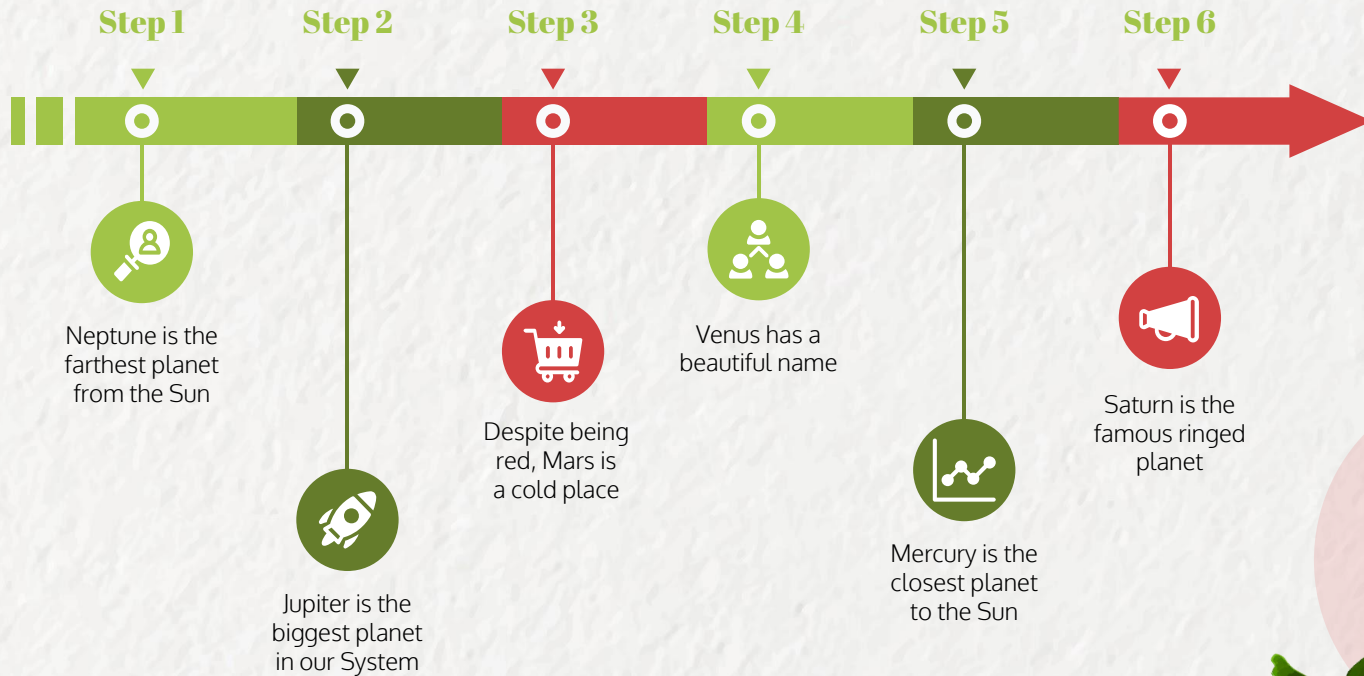 Step 1
Step 2
Step 3
Step 4
Step 5
Step 6
Neptune is the
farthest planet
from the Sun
Jupiter is the
biggest planet
in our System
Despite being
red, Mars is
a cold place
Venus has a
beautiful name
Mercury is the
closest planet
to the Sun
Saturn is the
famous ringed
planet